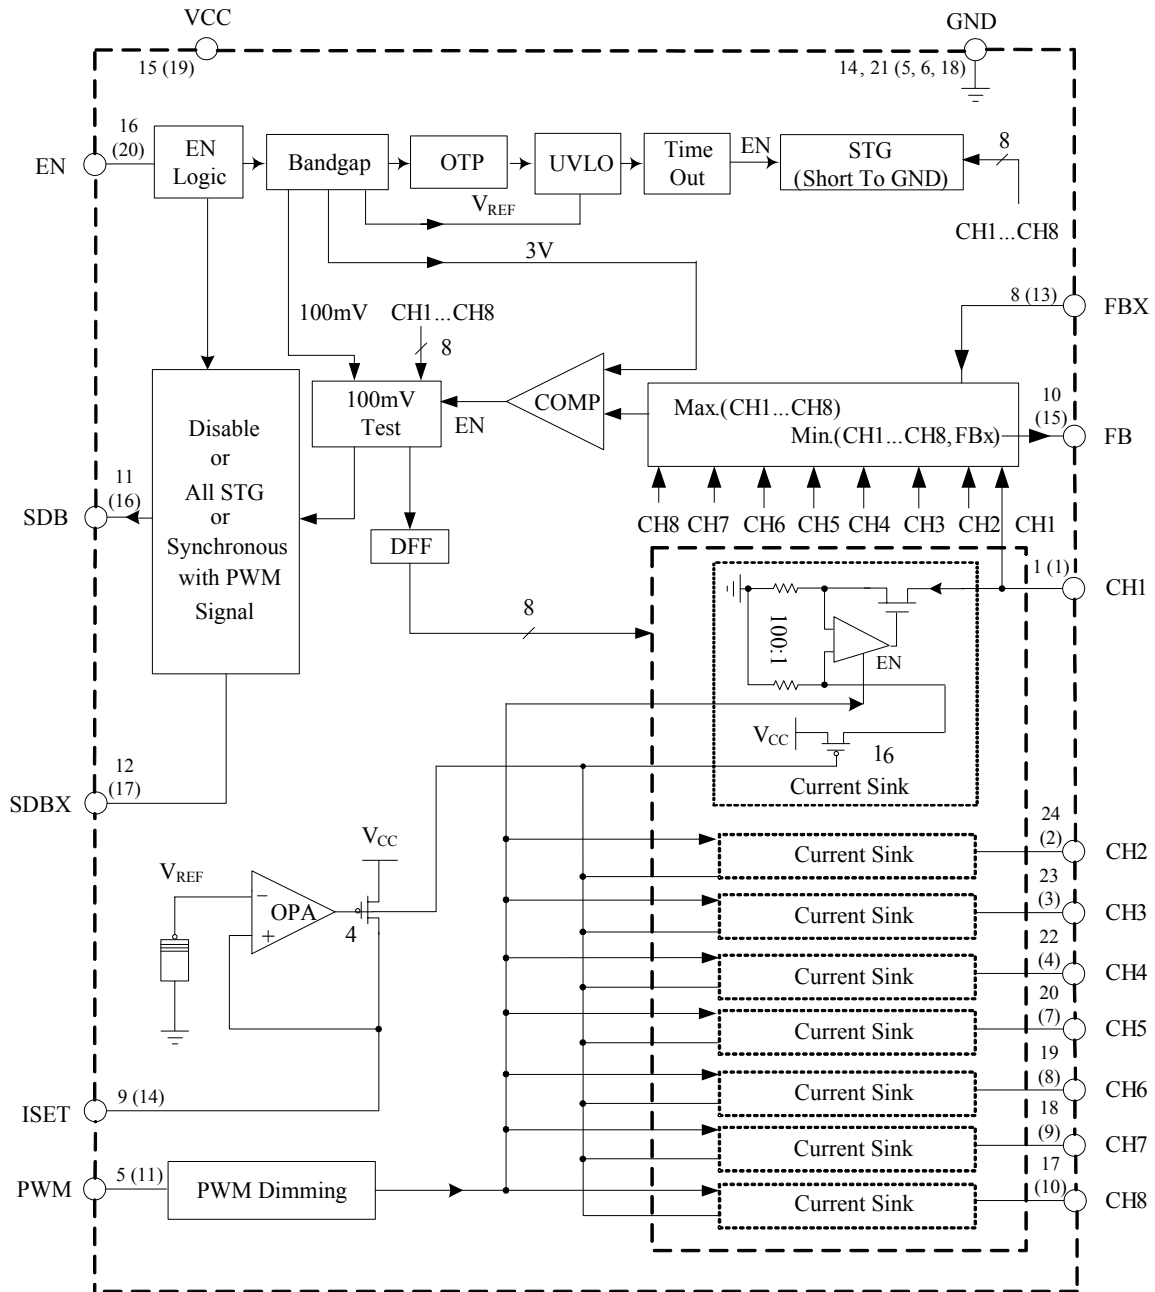 VCC
15 (19)
GND
14, 21 (5, 6, 18)
EN
16
(20)
EN
Logic
Bandgap
OTP
UVLO
Time
Out
EN
STG
(Short To GND)
8
CH1...CH8
VREF
3V
100mV
CH1...CH8
8
8 (13)
FBX
100mV
Test
EN
COMP
Max.(CH1...CH8)
Min.(CH1...CH8, FBx)
10
(15)
FB
Disable
or
All STG
or
Synchronous
with PWM
Signal
11
(16)
SDB
DFF
8
CH8
CH7
CH6
CH5
CH4
CH3
CH2
CH1
1 (1)
CH1
100:1
EN
VCC
16
Current Sink
12
(17)
SDBX
VCC
VREF
−
OPA
+
4
24
(2)
Current Sink
CH2
23
(3)
Current Sink
CH3
22
(4)
Current Sink
CH4
20
(7)
Current Sink
CH5
19
(8)
Current Sink
CH6
18
(9)
Current Sink
CH7
17
(10)
Current Sink
CH8
ISET
9 (14)
PWM
5 (11)
PWM Dimming